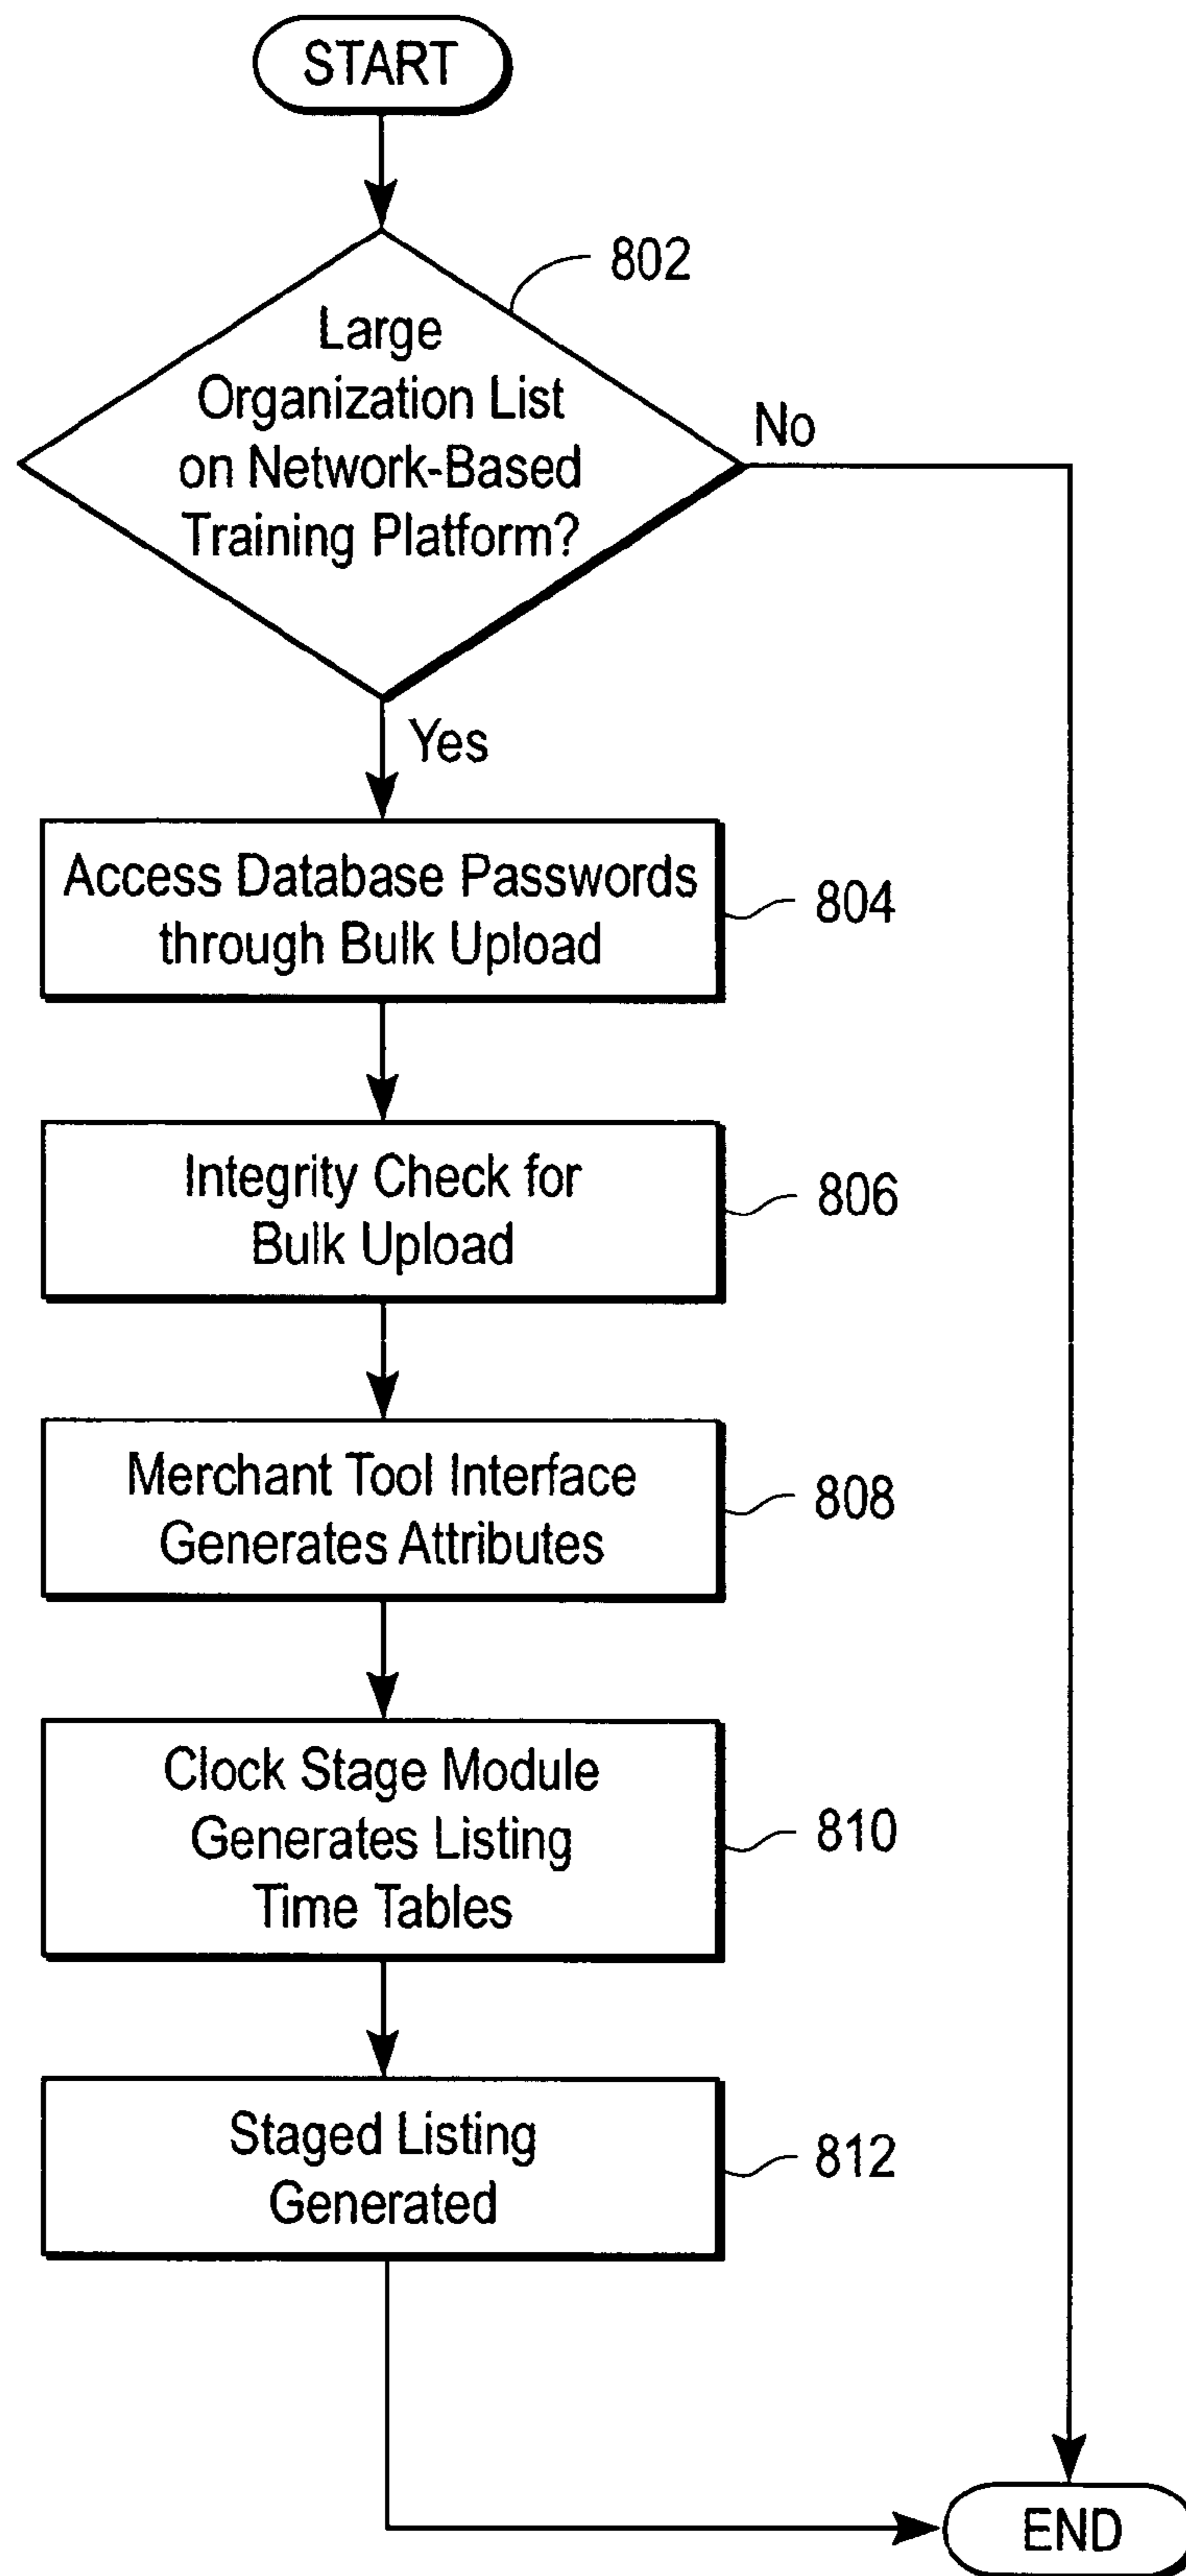 START
802
Large
Organization List
on Network-Based
Training Platform?
No
Yes
Access Database Passwords
through Bulk Upload
804
Integrity Check for
Bulk Upload
806
Merchant Tool Interface
Generates Attributes
808
Clock Stage Module
Generates Listing
Time Tables
810
Staged Listing
Generated
812
END